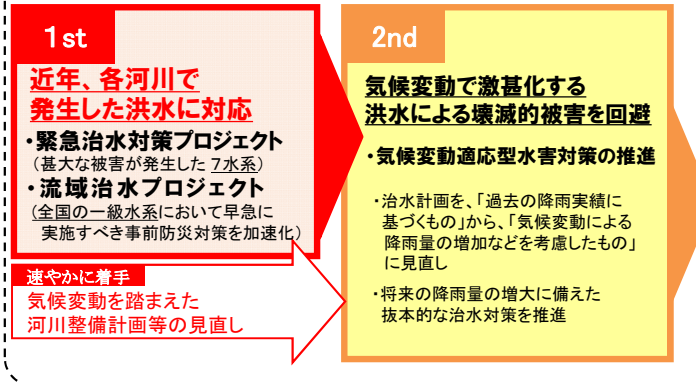 1st
近年、各河川で
発生した洪水に対応
・緊急治水対策プロジェクト
（甚大な被害が発生した 7水系）
・流域治水プロジェクト
（全国の一級水系において早急に
実施すべき事前防災対策を加速化）
速やかに着手
気候変動を踏まえた
河川整備計画等の見直し
2nd
気候変動で激甚化する
洪水による壊滅的被害を回避
・気候変動適応型水害対策の推進
・治水計画を、「過去の降雨実績に
基づくもの」から、「気候変動による
降雨量の増加などを考慮したもの」
に見直し
・将来の降雨量の増大に備えた
抜本的な治水対策を推進